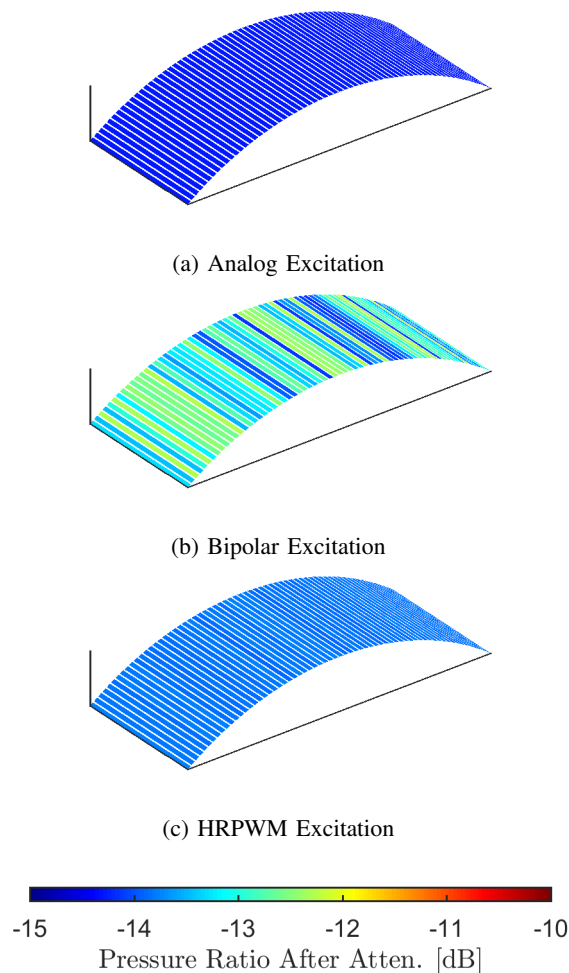 (a) Analog Excitation
(b) Bipolar Excitation
(c) HRPWM Excitation
-15 -14 -13 -12 -11 -10
Pressure Ratio After Atten. [dB]